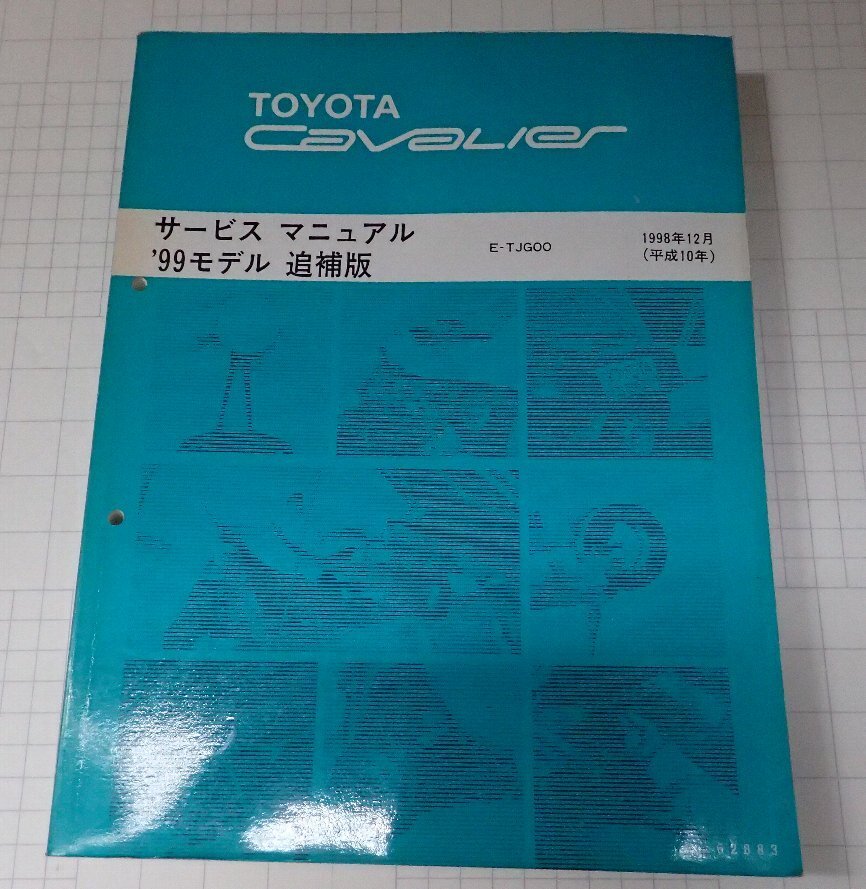 TOYOTA
Cavalier
サービス マニュアル
'99モデル 追補版
E-TJG00
1998年12月
(平成10年)
62883